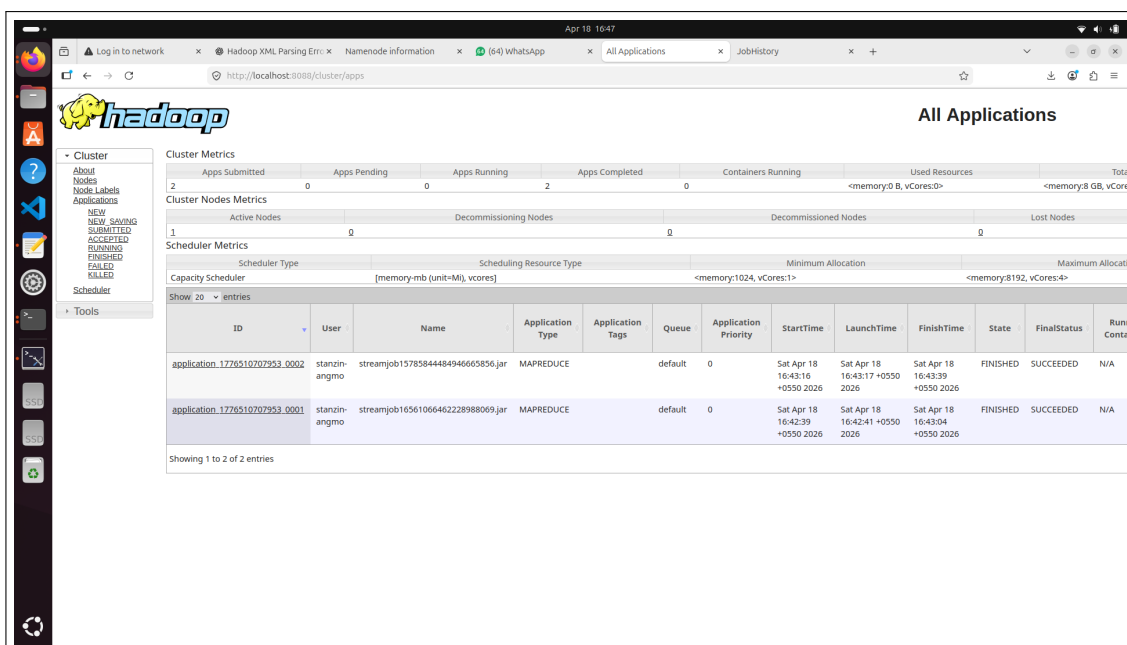 Apr 18 16:47
Log in to network
Hadoop XML Parsing Erro
Namenode information
(64) WhatsApp
All Applications
JobHistory
http://localhost:8088/cluster/apps
hadoop
All Applications
Cluster
About
Nodes
Node Labels
Applications
NEW
NEW_SAVING
SUBMITTED
ACCEPTED
RUNNING
FINISHED
FAILED
KILLED
Scheduler
Tools
Cluster Metrics
Apps Submitted Apps Pending Apps Running Apps Completed Containers Running Used Resources Tota
2 0 0 2 0 <memory:0 B, vCores:0> <memory:8 GB, vCore
Cluster Nodes Metrics
Active Nodes Decommissioning Nodes Decommissioned Nodes Lost Nodes
1 0 0 0
Scheduler Metrics
Scheduler Type Scheduling Resource Type Minimum Allocation Maximum Allocati
Capacity Scheduler [memory-mb (unit=Mi), vcores] <memory:1024, vCores:1> <memory:8192, vCores:4>
Show 20 entries
ID User Name Application Type Application Tags Queue Application Priority StartTime LaunchTime FinishTime State FinalStatus Run Conta
application_1776510707953_0002 stanzin- streamjob15785844484946665856.jar MAPREDUCE default 0 Sat Apr 18 Sat Apr 18 Sat Apr 18 FINISHED SUCCEEDED N/A
angmo 16:43:16 16:43:17 +0550 16:43:39
+0550 2026 2026 +0550 2026
application_1776510707953_0001 stanzin- streamjob16561066462228988069.jar MAPREDUCE default 0 Sat Apr 18 Sat Apr 18 Sat Apr 18 FINISHED SUCCEEDED N/A
angmo 16:42:39 16:42:41 +0550 16:43:04
+0550 2026 2026 +0550 2026
Showing 1 to 2 of 2 entries
SSD
SSD